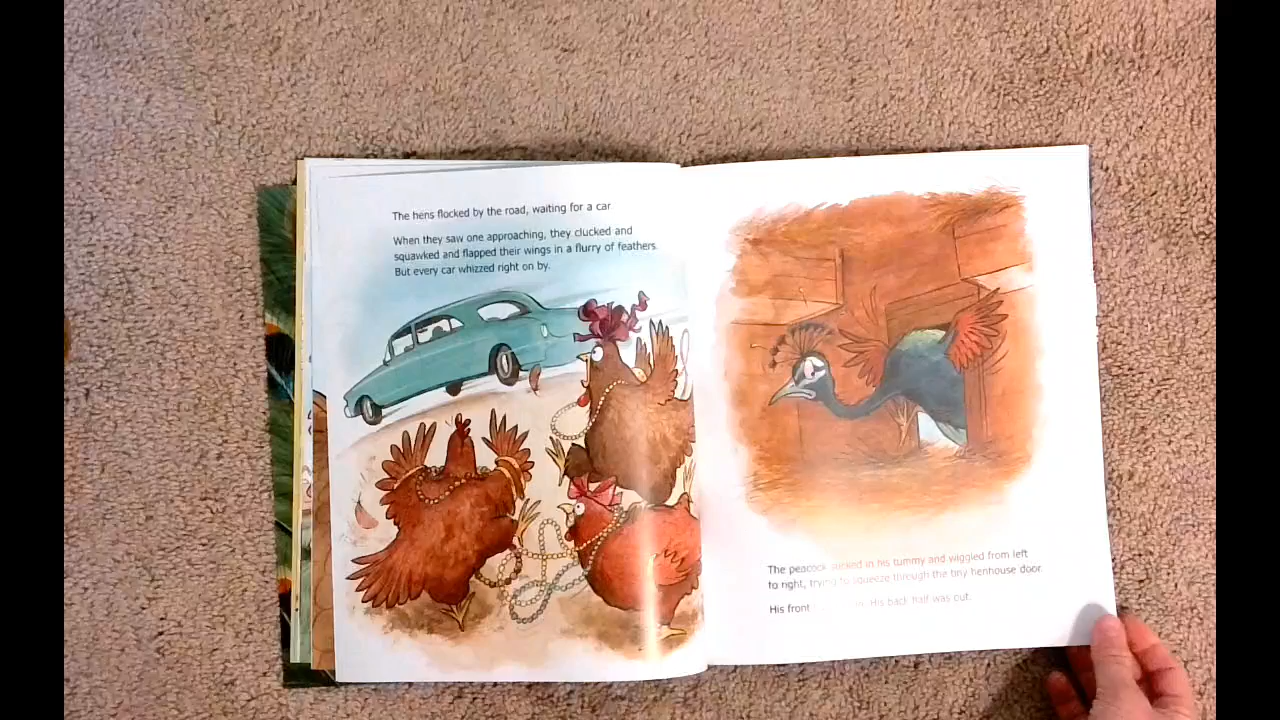 The hens flocked by the road, waiting for a car
When they saw one approaching, they clucked and
squawked and flapped their wings in a flurry of feathers.
But every car whizzed right on by.
The peacock sucked in his tummy and wiggled from left
to right, trying to squeeze through the tiny henhouse door.
His front in. His back half was out.